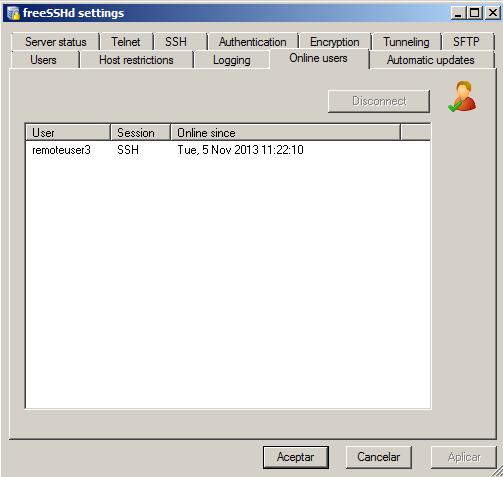 freeSSHd settings
Server status Telnet SSH Authentication Encryption Tunneling SFTP
Users Host restrictions Logging Online users Automatic updates
Disconnect
User Session Online since
remoteuser3 SSH Tue, 5 Nov 2013 11:22:10
Aceptar Cancelar Aplicar